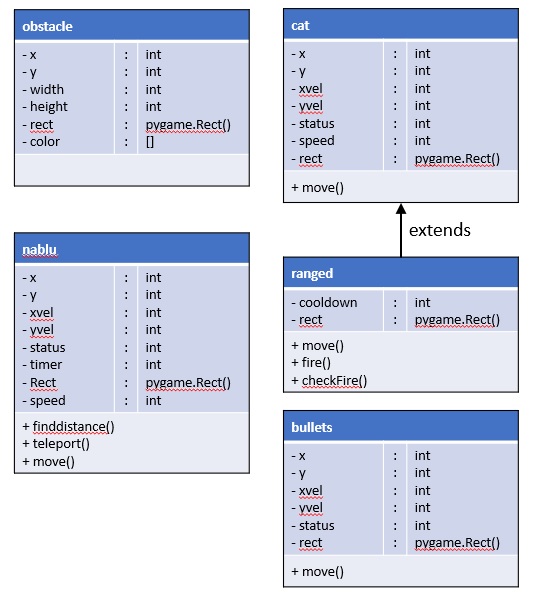 obstacle
- x : int
- y : int
- width : int
- height : int
- rect : pygame.Rect()
- color : []
cat
- x : int
- y : int
- xvel : int
- yvel : int
- status : int
- speed : int
- rect : pygame.Rect()
+ move()
extends
nablu
- x : int
- y : int
- xvel : int
- yvel : int
- status : int
- timer : int
- Rect : pygame.Rect()
- speed : int
+ finddistance()
+ teleport()
+ move()
ranged
- cooldown : int
- rect : pygame.Rect()
+ move()
+ fire()
+ checkFire()
bullets
- x : int
- y : int
- xvel : int
- yvel : int
- status : int
- rect : pygame.Rect()
+ move()